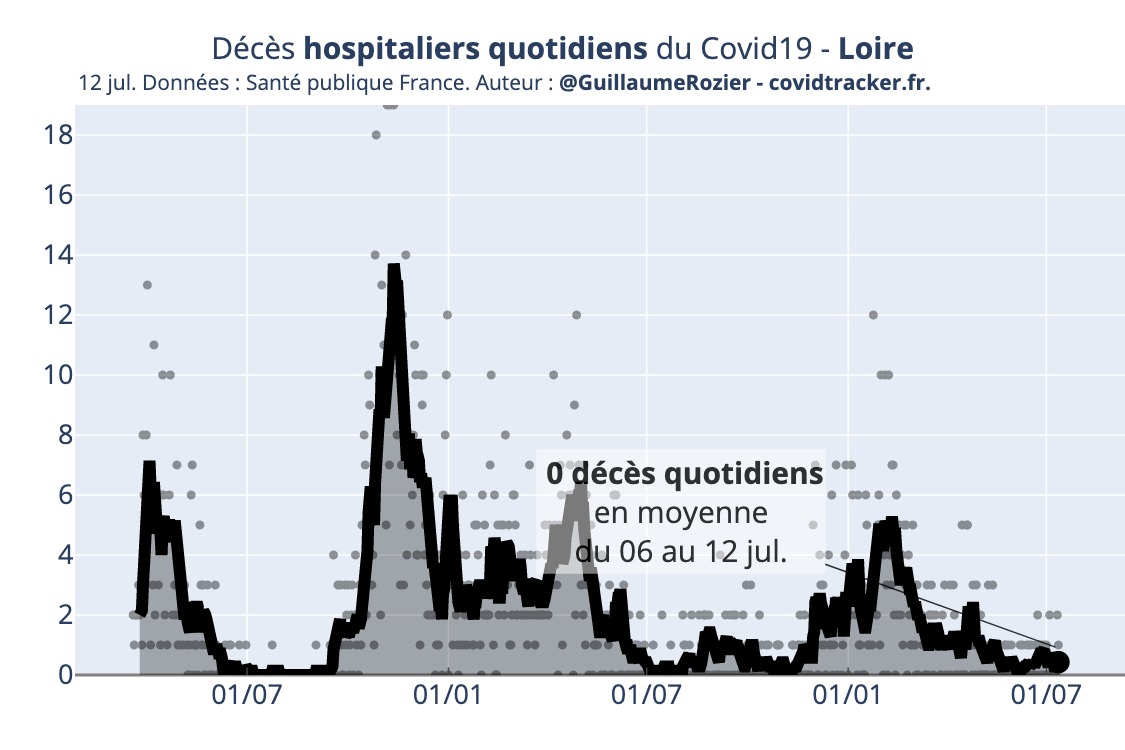 Décès hospitaliers quotidiens du Covid19 - Loire
12 jul. Données : Santé publique France. Auteur : @GuillaumeRozier - covidtracker.fr.
18
16
14
12
10
8
6
4
2
0
0 décès quotidiens
en moyenne
du 06 au 12 jul.
01/07 01/01 01/07 01/01 01/07